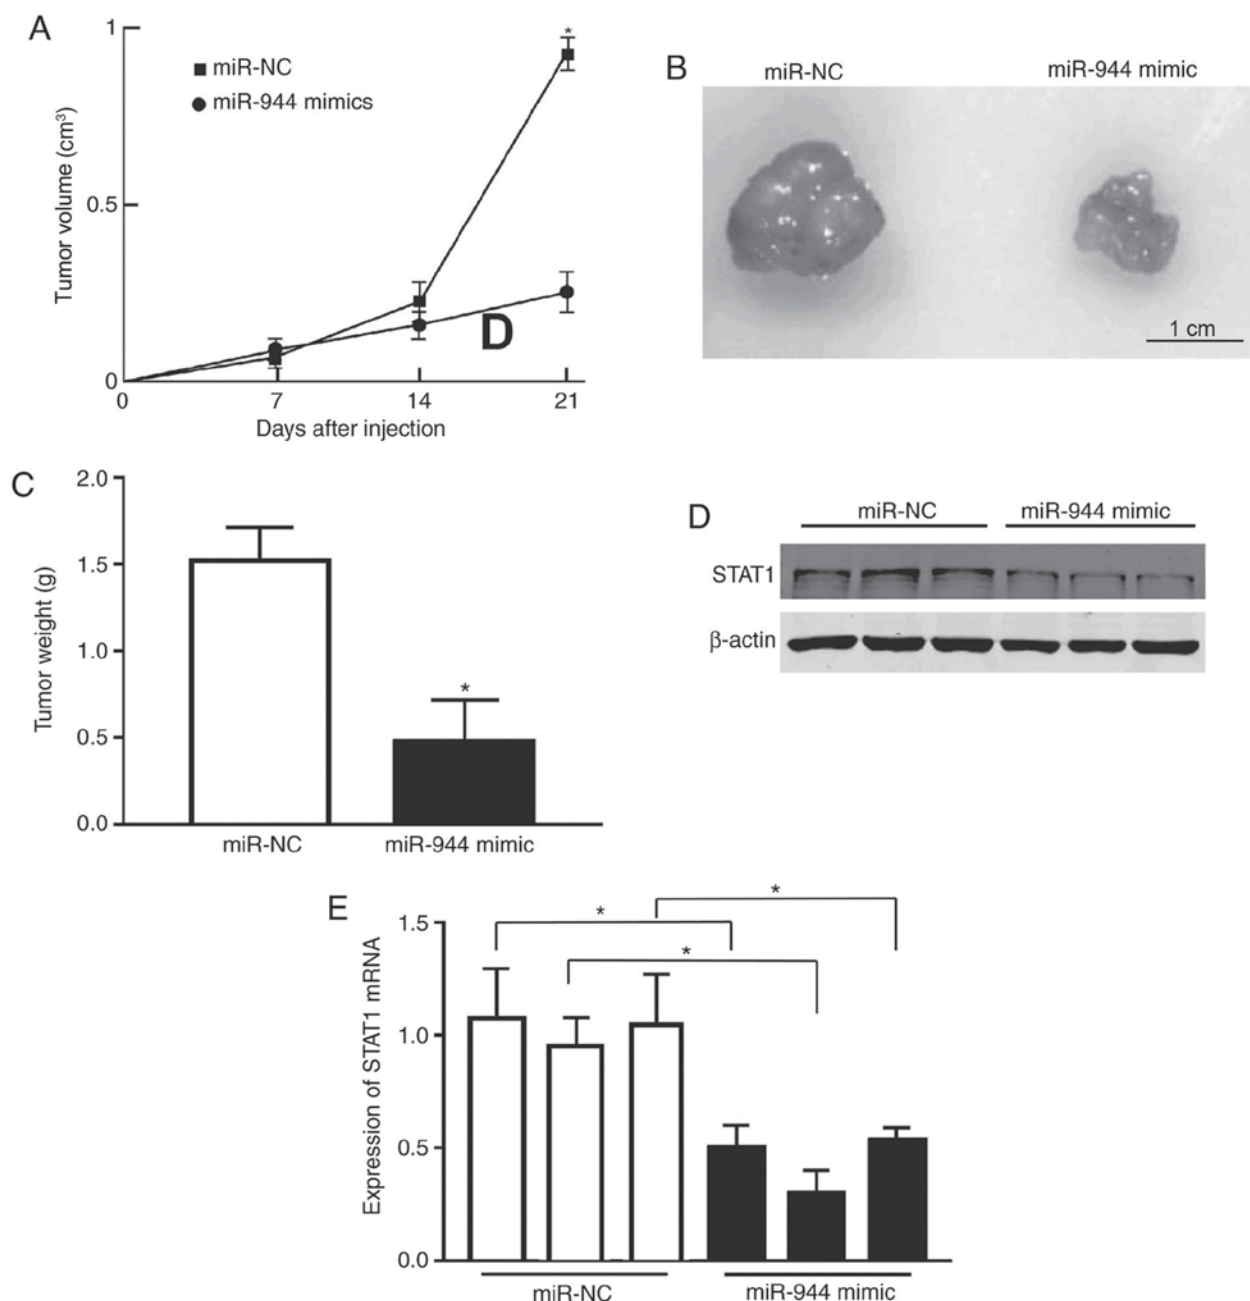 A
1
miR-NC
miR-944 mimics
*
0.5
0
Tumor volume (cm³)
D
0
7
14
21
Days after injection
B
miR-NC
miR-944 mimic
1 cm
C
2.0
1.5
1.0
0.5
0.0
Tumor weight (g)
*
miR-NC
miR-944 mimic
D
miR-NC
miR-944 mimic
STAT1
β-actin
E
*
*
*
1.5
1.0
0.5
0.0
Expression of STAT1 mRNA
miR-NC
miR-944 mimic